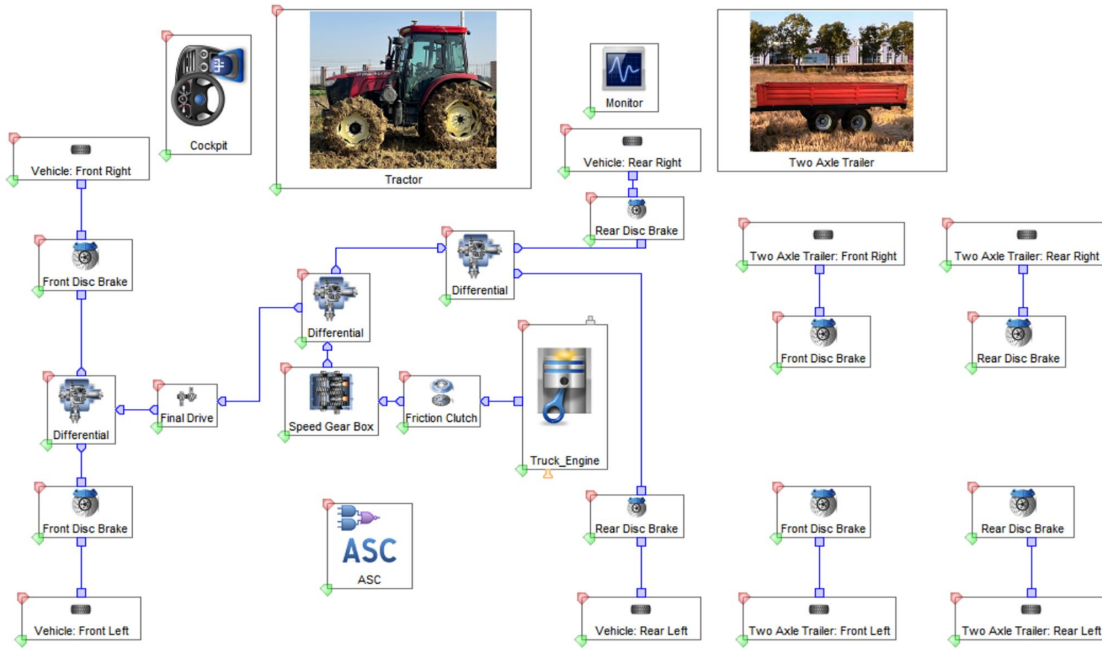 Cockpit
Tractor
Monitor
Two Axle Trailer
Vehicle: Front Right
Vehicle: Rear Right
Rear Disc Brake
Two Axle Trailer: Front Right
Two Axle Trailer: Rear Right
Front Disc Brake
Differential
Differential
Front Disc Brake
Rear Disc Brake
Differential
Final Drive
Speed Gear Box
Friction Clutch
Truck_Engine
Front Disc Brake
ASC
ASC
Rear Disc Brake
Front Disc Brake
Rear Disc Brake
Vehicle: Front Left
Vehicle: Rear Left
Two Axle Trailer: Front Left
Two Axle Trailer: Rear Left